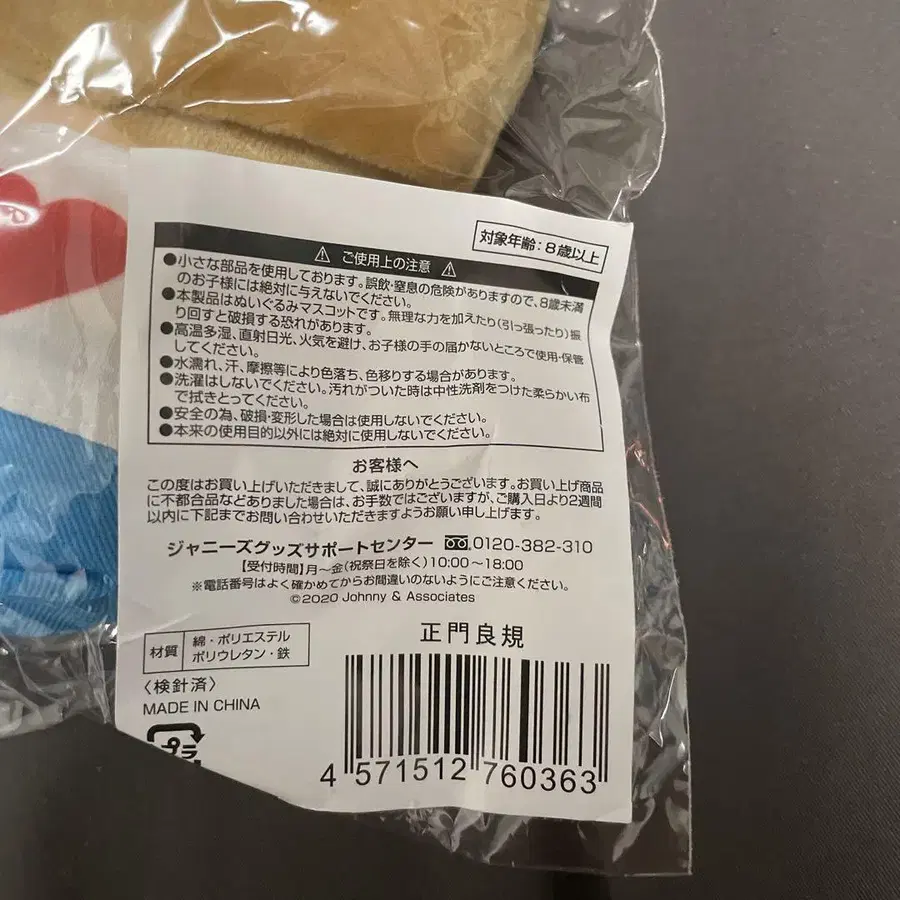 対象年齢:8歳以上
⚠ ご使用上の注意 ⚠
●小さな部品を使用しております。誤飲・窒息の危険がありますので、8歳未満
のお子様には絶対に与えないでください。
●本製品はぬいぐるみマスコットです。無理な力を加えたり(引っ張ったり)振
り回すと破損する恐れがあります。
●高温多湿、直射日光、火気を避け、お子様の手の届かないところで使用・保管
してください。
●水濡れ、汗、摩擦等により色落ち、色移りする場合があります。
●洗濯はしないでください。汚れがついた時は中性洗剤をつけた柔らかい布
で拭きとってください。
●安全の為、破損・変形した場合は使用しないでください。
●本来の使用目的以外には絶対に使用しないでください。
お客様へ
この度はお買い上げいただきまして、誠にありがとうございます。お買い上げ商品
に不都合品などありました場合は、お手数ではございますが、ご購入日より2週間
以内に下記までお問い合わせいただきますようお願い申し上げます。
ジャニーズグッズサポートセンター 0120-382-310
【受付時間】月~金(祝祭日を除く)10:00~18:00
※電話番号はよく確かめてからお間違いのないようにご注意ください。
©2020 Johnny & Associates
正門良規
材質 綿・ポリエステル
ポリウレタン・鉄
〈検針済〉
MADE IN CHINA
プラ
4 571512 760363